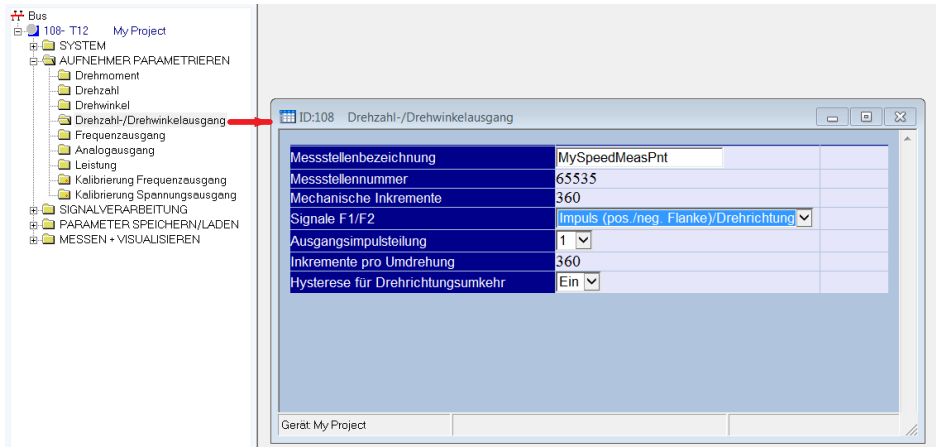 Bus
108- T12 My Project
SYSTEM
AUFNEHMER PARAMETRIEREN
Drehmoment
Drehzahl
Drehwinkel
Drehzahl-/Drehwinkelausgang
Frequenzausgang
Analogausgang
Leistung
Kalibrierung Frequenzausgang
Kalibrierung Spannungsausgang
SIGNALVERARBEITUNG
PARAMETER SPEICHERN/LADEN
MESSEN + VISUALISIEREN
ID:108 Drehzahl-/Drehwinkelausgang
Messstellenbezeichnung MySpeedMeasPnt
Messstellennummer 65535
Mechanische Inkremente 360
Signale F1/F2 Impuls (pos./neg. Flanke)/Drehrichtung
Ausgangsimpulsteilung 1
Inkremente pro Umdrehung 360
Hysterese für Drehrichtungsumkehr Ein
Gerät: My Project